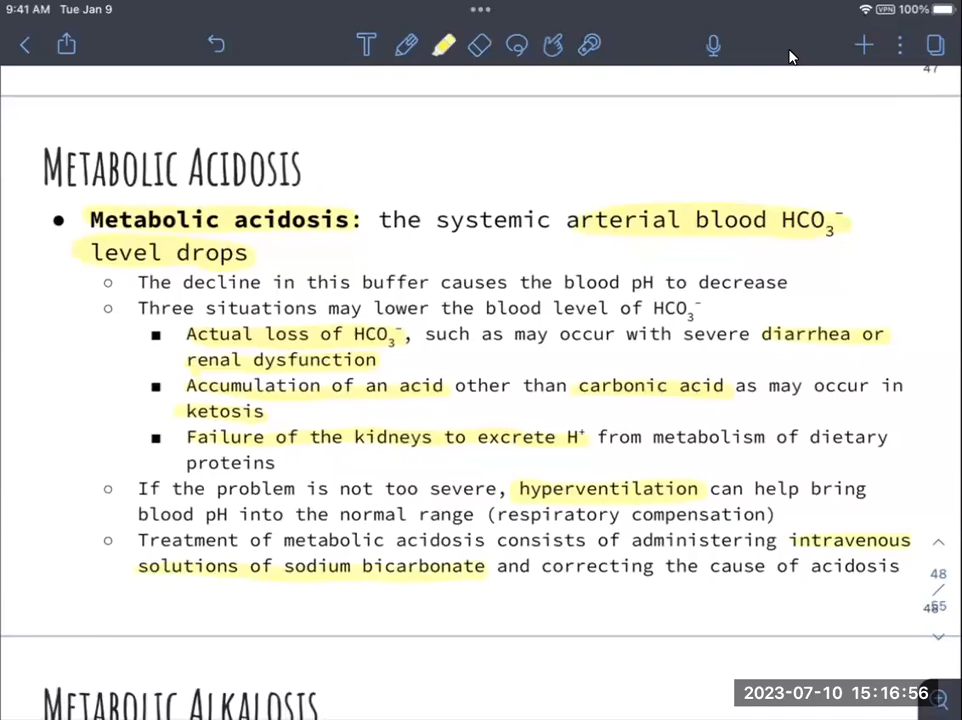 9:41 AM Tue Jan 9
VPN 100%
47
METABOLIC ACIDOSIS
● Metabolic acidosis: the systemic arterial blood HCO₃⁻
level drops
○ The decline in this buffer causes the blood pH to decrease
○ Three situations may lower the blood level of HCO₃⁻
■ Actual loss of HCO₃⁻, such as may occur with severe diarrhea or
renal dysfunction
■ Accumulation of an acid other than carbonic acid as may occur in
ketosis
■ Failure of the kidneys to excrete H⁺ from metabolism of dietary
proteins
○ If the problem is not too severe, hyperventilation can help bring
blood pH into the normal range (respiratory compensation)
○ Treatment of metabolic acidosis consists of administering intravenous
solutions of sodium bicarbonate and correcting the cause of acidosis
48
/
55
48
METABOLIC ALKALOSIS
2023-07-10 15:16:56